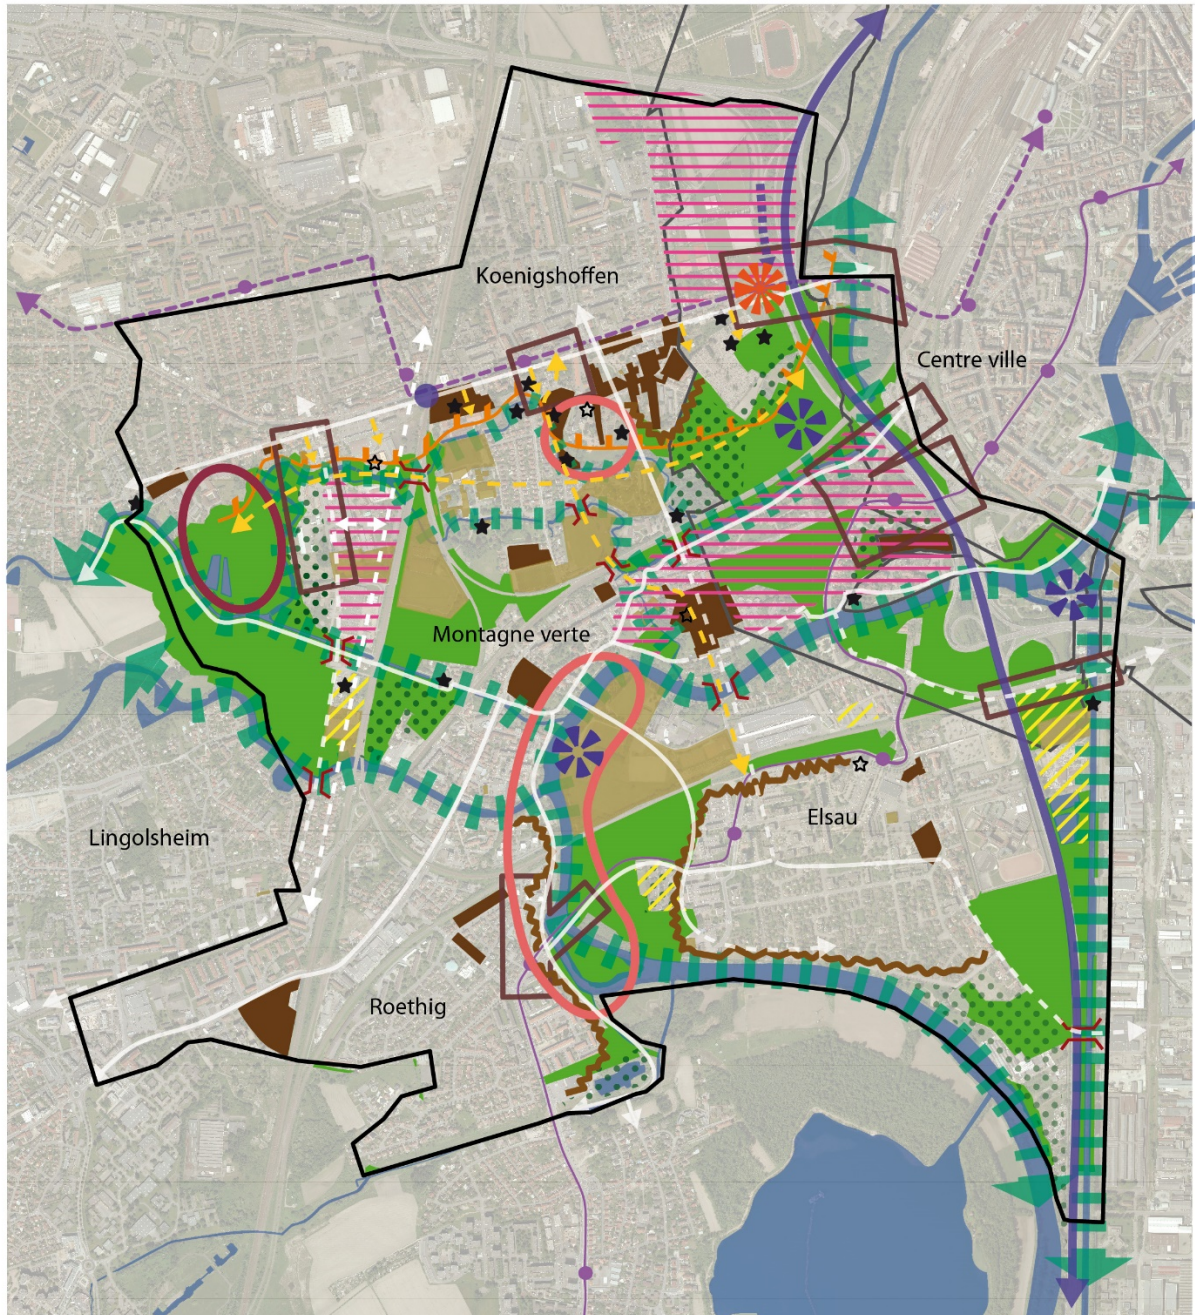 Koenigshoffen
Centre ville
Montagne verte
Lingolsheim
Elsau
Roethig